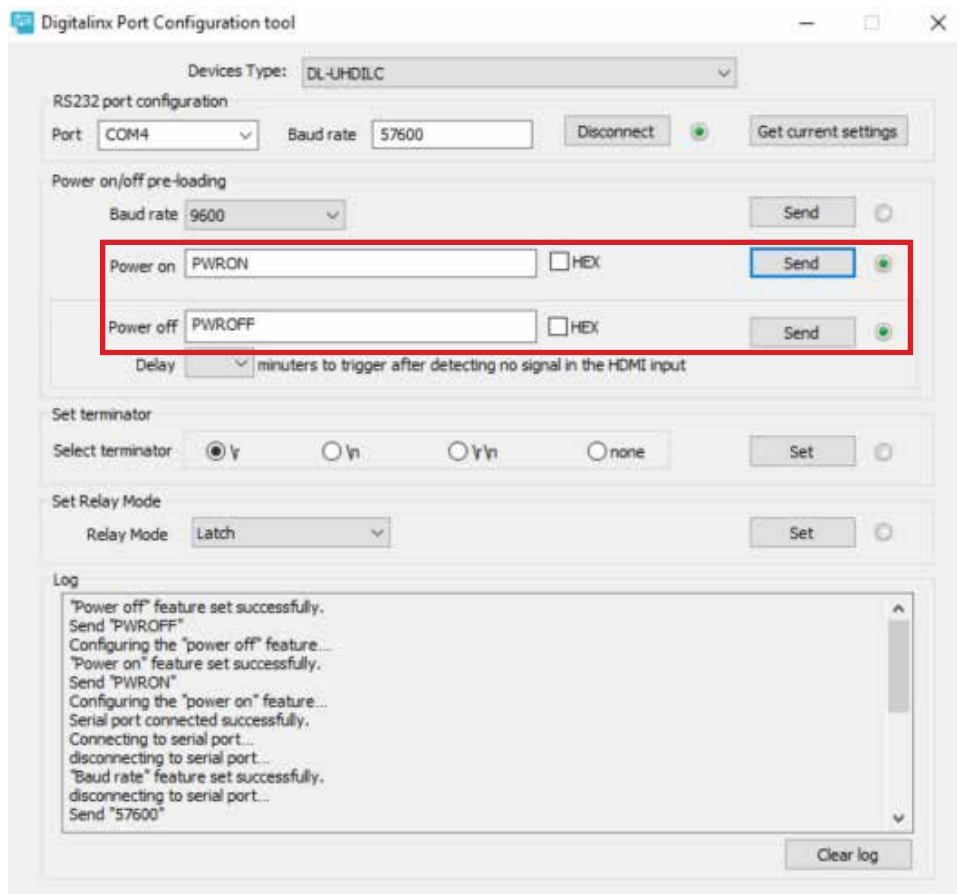 Digitalinx Port Configuration tool
Devices Type: DL-UHDILC
RS232 port configuration
Port COM4 Baud rate 57600 Disconnect Get current settings
Power on/off pre-loading
Baud rate 9600 Send
Power on PWRON HEX Send
Power off PWROFF HEX Send
Delay minuters to trigger after detecting no signal in the HDMI input
Set terminator
Select terminator \r \n \r\n none Set
Set Relay Mode
Relay Mode Latch Set
Log
"Power off" feature set successfully.
Send "PWROFF"
Configuring the "power off" feature...
"Power on" feature set successfully.
Send "PWRON"
Configuring the "power on" feature...
Serial port connected successfully.
Connecting to serial port...
disconnecting to serial port...
"Baud rate" feature set successfully.
disconnecting to serial port...
Send "57600"
Clear log